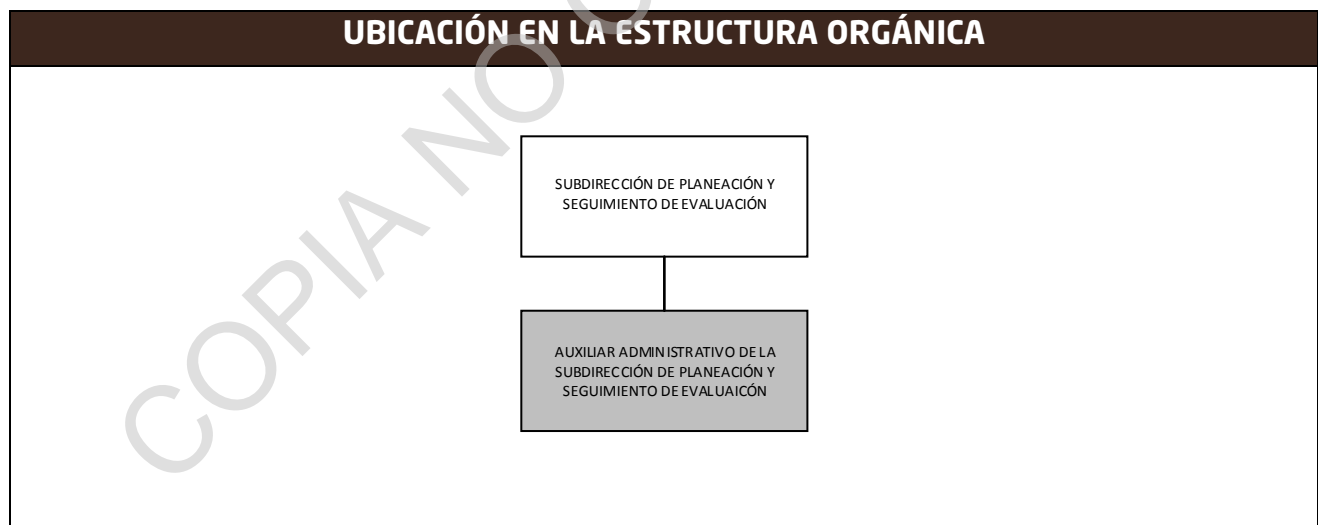 UBICACIÓN EN LA ESTRUCTURA ORGÁNICA
SUBDIRECCIÓN DE PLANEACIÓN Y
SEGUIMIENTO DE EVALUACIÓN
AUXILIAR ADMINISTRATIVO DE LA
SUBDIRECCIÓN DE PLANEACIÓN Y
SEGUIMIENTO DE EVALUAICÓN
COPIA NO